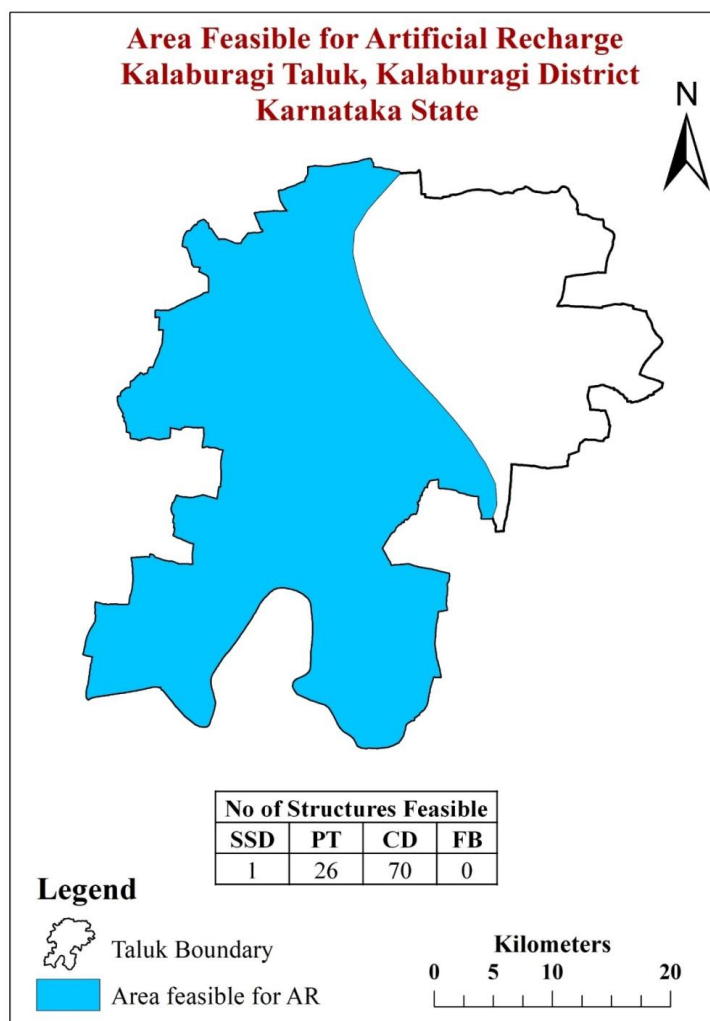 Area Feasible for Artificial Recharge
Kalaburagi Taluk, Kalaburagi District
Karnataka State
N
No of Structures Feasible
SSD PT CD FB
1 26 70 0
Legend
Taluk Boundary
Area feasible for AR
Kilometers
0 5 10 20